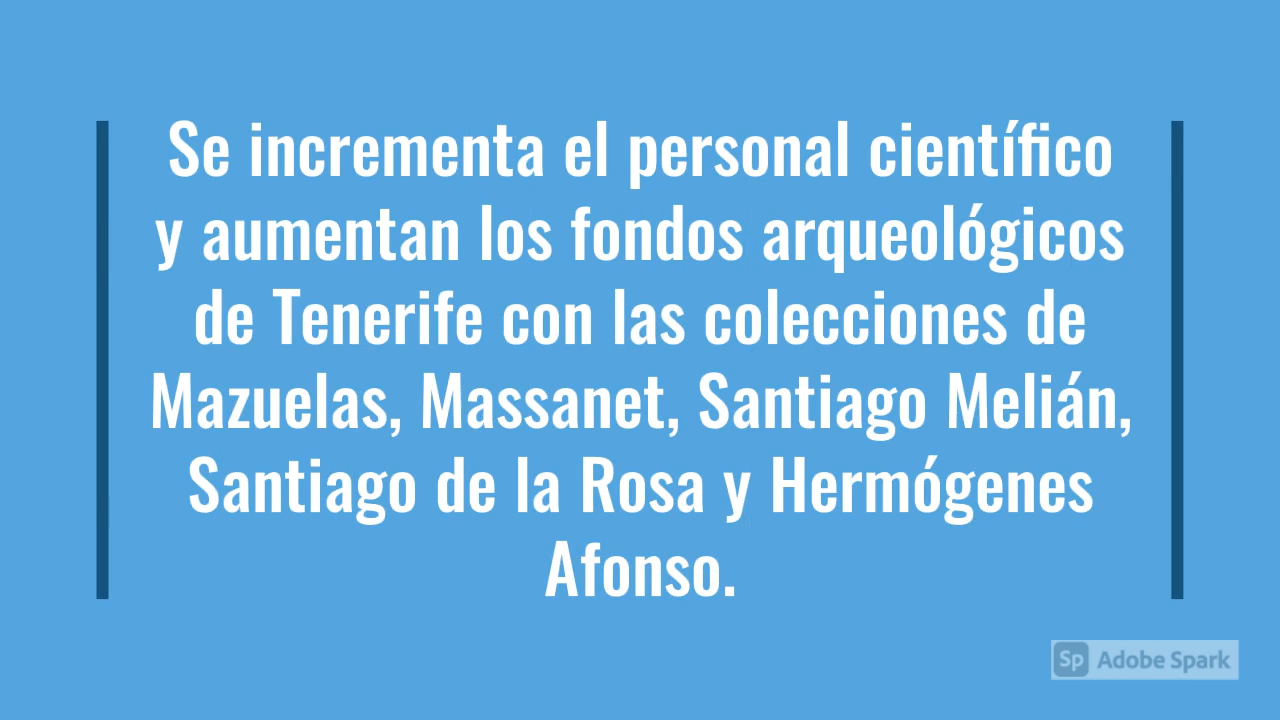 Se incrementa el personal científico
y aumentan los fondos arqueológicos
de Tenerife con las colecciones de
Mazuelas, Massanet, Santiago Melián,
Santiago de la Rosa y Hermógenes
Afonso.
Sp Adobe Spark